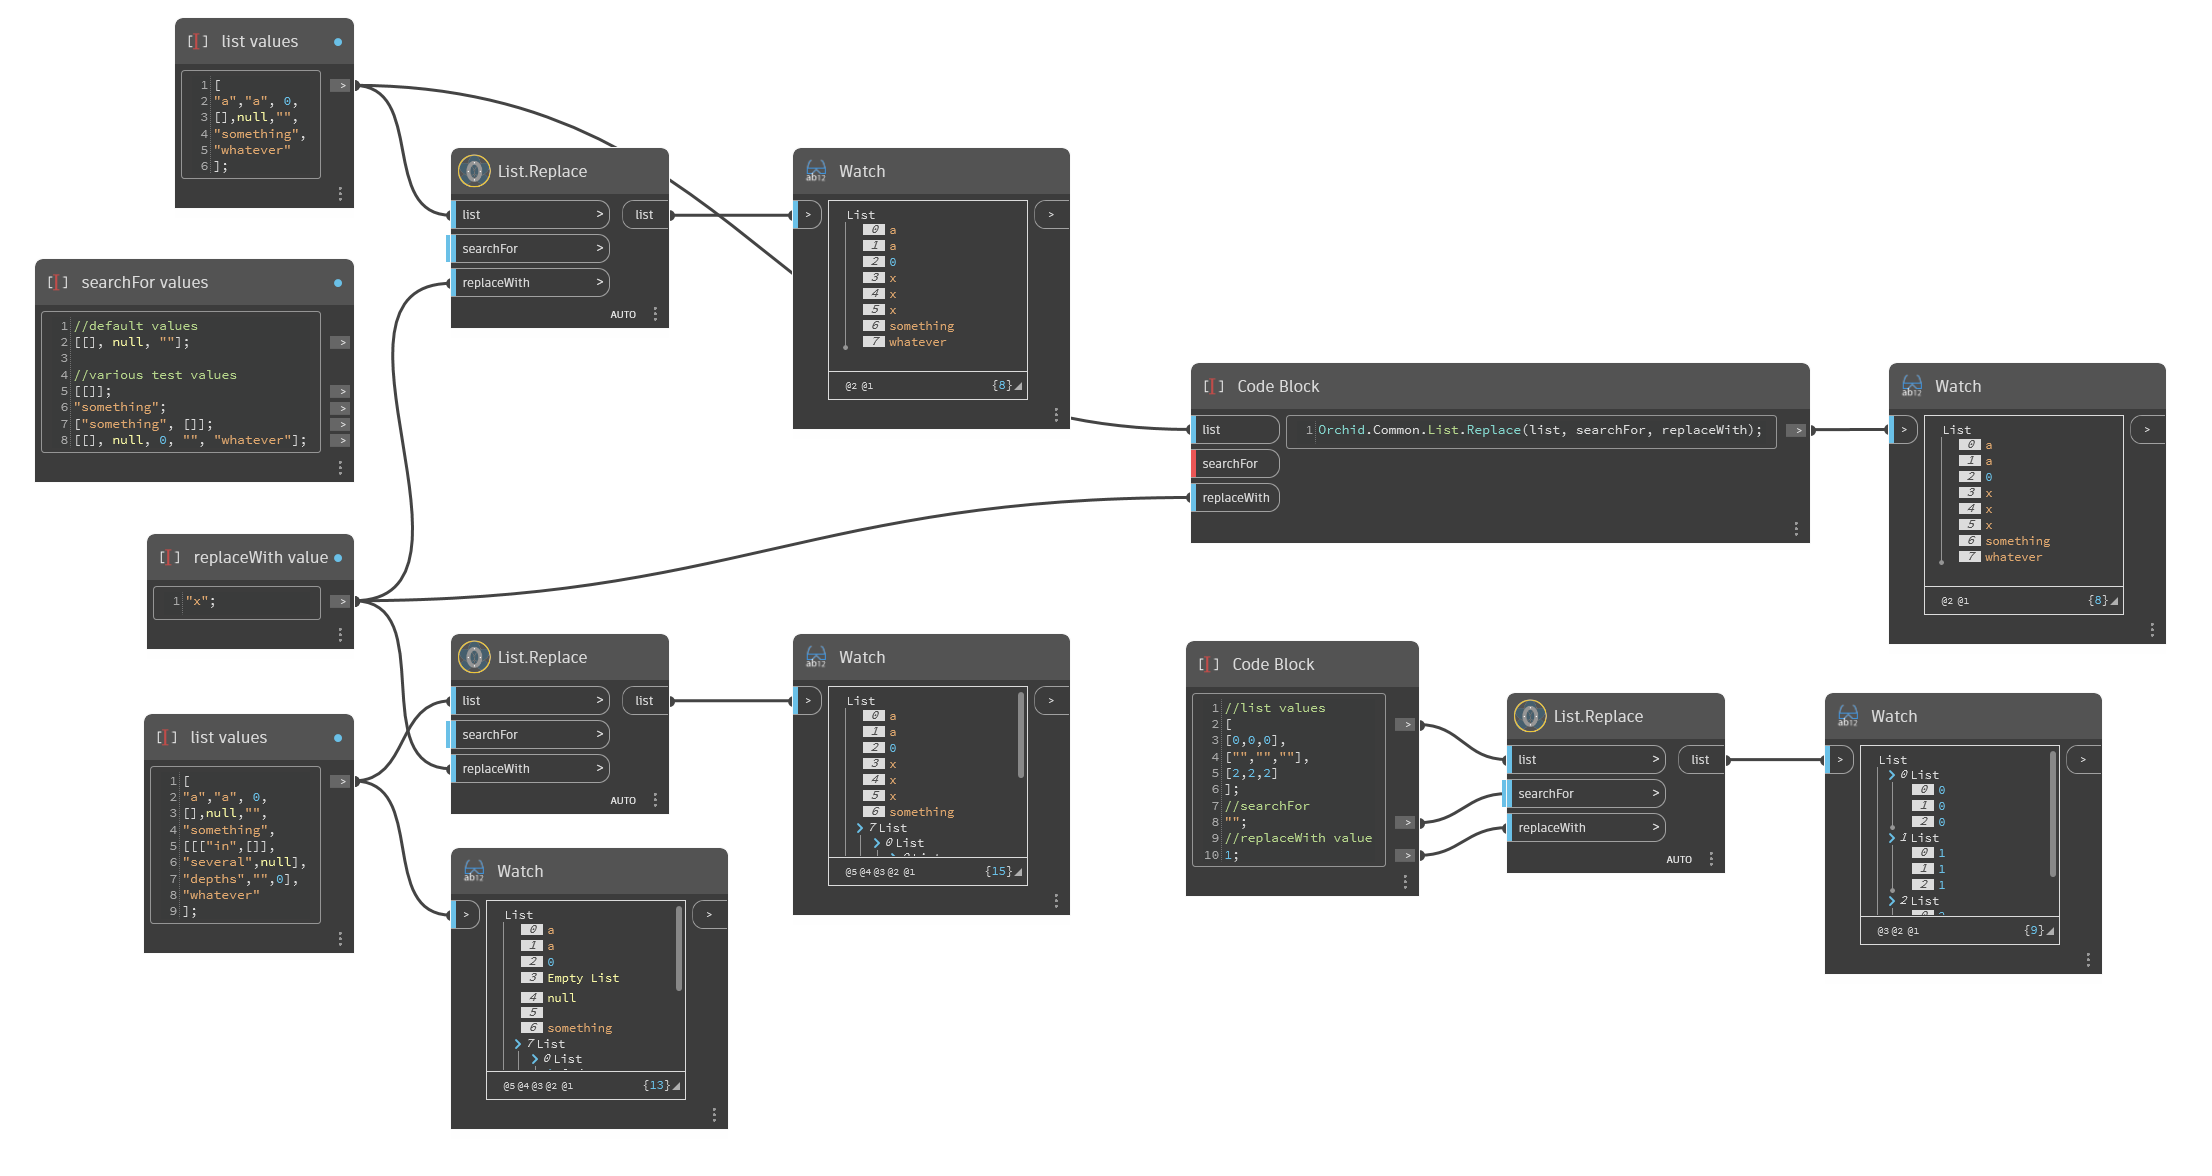 list values
1 [
2 "a","a", 0,
3 [],null,"",
4 "something",
5 "whatever"
6 ];
>
List.Replace
list >
searchFor >
replaceWith >
list
AUTO
ab12 Watch
>
List
0 a
1 a
2 0
3 x
4 x
5 x
6 something
7 whatever
@2 @1 {8}
>
searchFor values
1 //default values
2 [[], null, ""];
3
4 //various test values
5 [[]];
6 "something";
7 ["something", []];
8 [[], null, 0, "", "whatever"];
>
>
>
>
>
Code Block
list
searchFor
replaceWith
1 Orchid.Common.List.Replace(list, searchFor, replaceWith);
>
ab12 Watch
>
List
0 a
1 a
2 0
3 x
4 x
5 x
6 something
7 whatever
@2 @1 {8}
>
replaceWith value
1 "x";
>
List.Replace
list >
searchFor >
replaceWith >
list
AUTO
ab12 Watch
>
List
0 a
1 a
2 0
3 x
4 x
5 x
6 something
7 List
0 List
@5 @4 @3 @2 @1 {15}
>
list values
1 [
2 "a","a", 0,
3 [],null,"",
4 "something",
5 [[["in",[]],
6 "several",null],
7 "depths","",0],
8 "whatever"
9 ];
>
ab12 Watch
>
List
0 a
1 a
2 0
3 Empty List
4 null
5
6 something
7 List
0 List
@5 @4 @3 @2 @1 {13}
>
Code Block
1 //list values
2 [
3 [0,0,0],
4 ["","",""],
5 [2,2,2]
6 ];
7 //searchFor
8 "";
9 //replaceWith value
10 1;
>
>
>
List.Replace
list >
searchFor >
replaceWith >
list
AUTO
ab12 Watch
>
List
0 List
0 0
1 0
2 0
1 List
0 1
1 1
2 1
2 List
@3 @2 @1 {9}
>